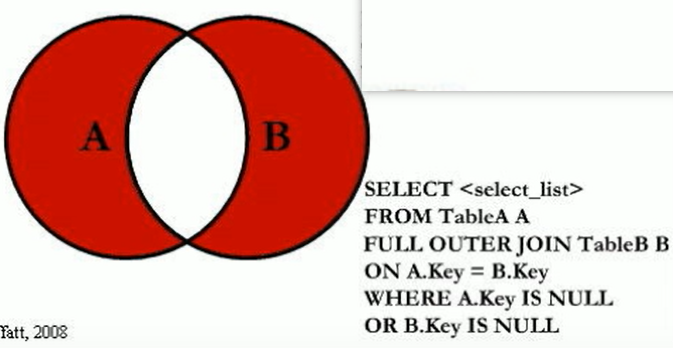 A
B
SELECT <select_list>
FROM TableA A
FULL OUTER JOIN TableB B
ON A.Key = B.Key
WHERE A.Key IS NULL
OR B.Key IS NULL
fatt, 2008